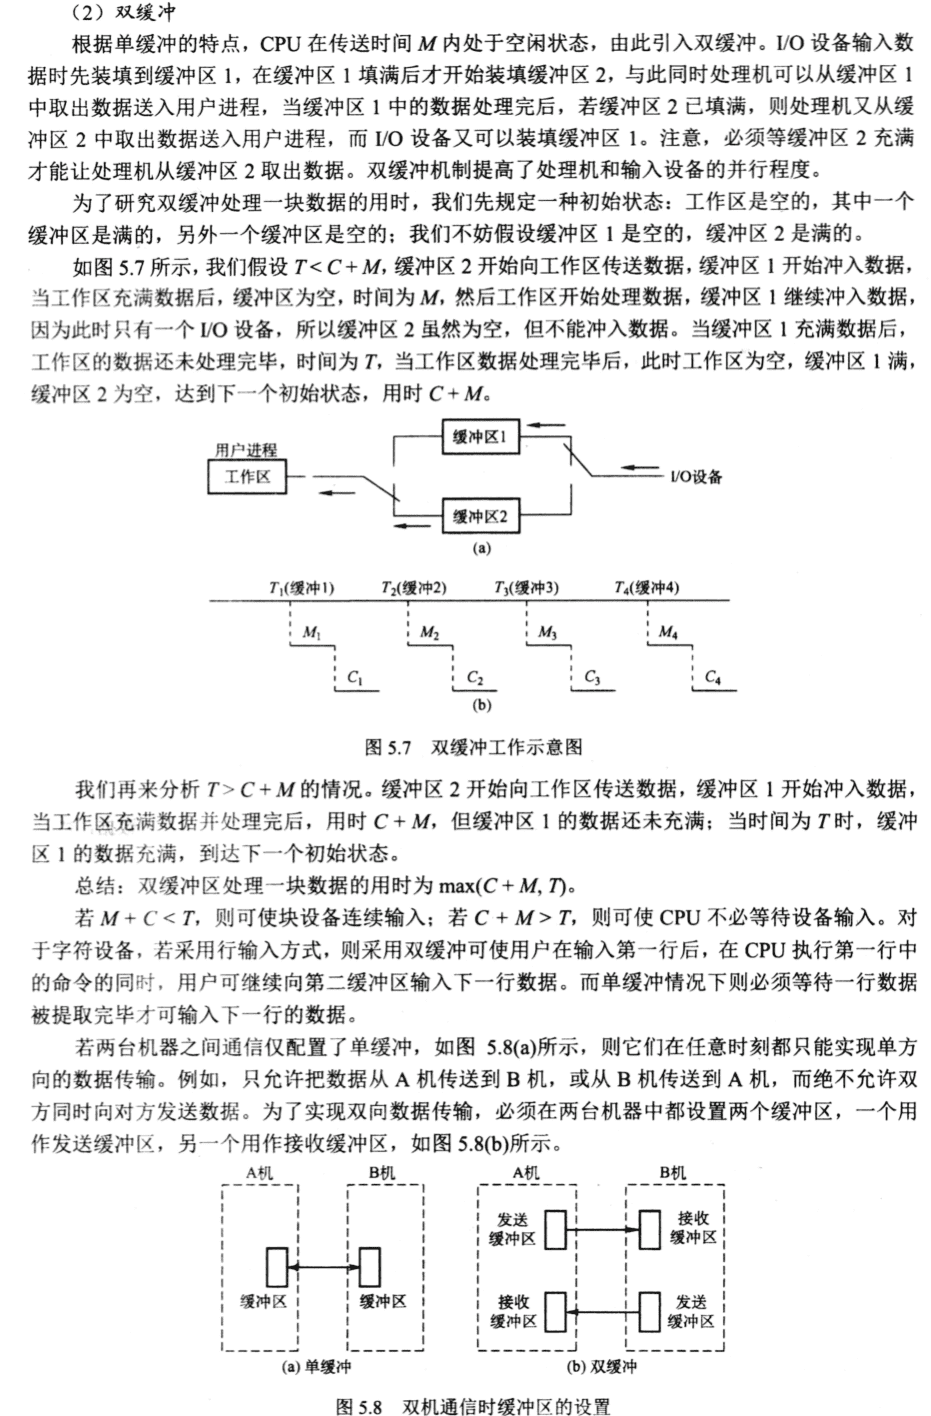 （2）双缓冲
根据单缓冲的特点，CPU 在传送时间 M 内处于空闲状态，由此引入双缓冲。I/O 设备输入数
据时先装填到缓冲区 1，在缓冲区 1 填满后才开始装填缓冲区 2，与此同时处理机可以从缓冲区 1
中取出数据送入用户进程，当缓冲区 1 中的数据处理完后，若缓冲区 2 已填满，则处理机又从缓
冲区 2 中取出数据送入用户进程，而 I/O 设备又可以装填缓冲区 1。注意，必须等缓冲区 2 充满
才能让处理机从缓冲区 2 取出数据。双缓冲机制提高了处理机和输入设备的并行程度。
为了研究双缓冲处理一块数据的用时，我们先规定一种初始状态：工作区是空的，其中一个
缓冲区是满的，另外一个缓冲区是空的；我们不妨假设缓冲区 1 是空的，缓冲区 2 是满的。
如图 5.7 所示，我们假设 T < C + M，缓冲区 2 开始向工作区传送数据，缓冲区 1 开始冲入数据，
当工作区充满数据后，缓冲区为空，时间为 M，然后工作区开始处理数据，缓冲区 1 继续冲入数据，
因为此时只有一个 I/O 设备，所以缓冲区 2 虽然为空，但不能冲入数据。当缓冲区 1 充满数据后，
工作区的数据还未处理完毕，时间为 T，当工作区数据处理完毕后，此时工作区为空，缓冲区 1 满，
缓冲区 2 为空，达到下一个初始状态，用时 C + M。
缓冲区1
用户进程
工作区
I/O设备
缓冲区2
(a)
T1(缓冲1) T2(缓冲2) T3(缓冲3) T4(缓冲4)
M1 M2 M3 M4
C1 C2 C3 C4
(b)
图 5.7 双缓冲工作示意图
我们再来分析 T > C + M 的情况。缓冲区 2 开始向工作区传送数据，缓冲区 1 开始冲入数据，
当工作区充满数据并处理完后，用时 C + M，但缓冲区 1 的数据还未充满；当时间为 T 时，缓冲
区 1 的数据充满，到达下一个初始状态。
总结：双缓冲区处理一块数据的用时为 max(C + M, T)。
若 M + C < T，则可使块设备连续输入；若 C + M > T，则可使 CPU 不必等待设备输入。对
于字符设备，若采用行输入方式，则采用双缓冲可使用户在输入第一行后，在 CPU 执行第一行中
的命令的同时，用户可继续向第二缓冲区输入下一行数据。而单缓冲情况下则必须等待一行数据
被提取完毕才可输入下一行的数据。
若两台机器之间通信仅配置了单缓冲，如图 5.8(a)所示，则它们在任意时刻都只能实现单方
向的数据传输。例如，只允许把数据从 A 机传送到 B 机，或从 B 机传送到 A 机，而绝不允许双
方同时向对方发送数据。为了实现双向数据传输，必须在两台机器中都设置两个缓冲区，一个用
作发送缓冲区，另一个用作接收缓冲区，如图 5.8(b)所示。
A机 B机 A机 B机
发送 接收
缓冲区 缓冲区
缓冲区 缓冲区
接收 发送
缓冲区 缓冲区
(a) 单缓冲 (b) 双缓冲
图 5.8 双机通信时缓冲区的设置